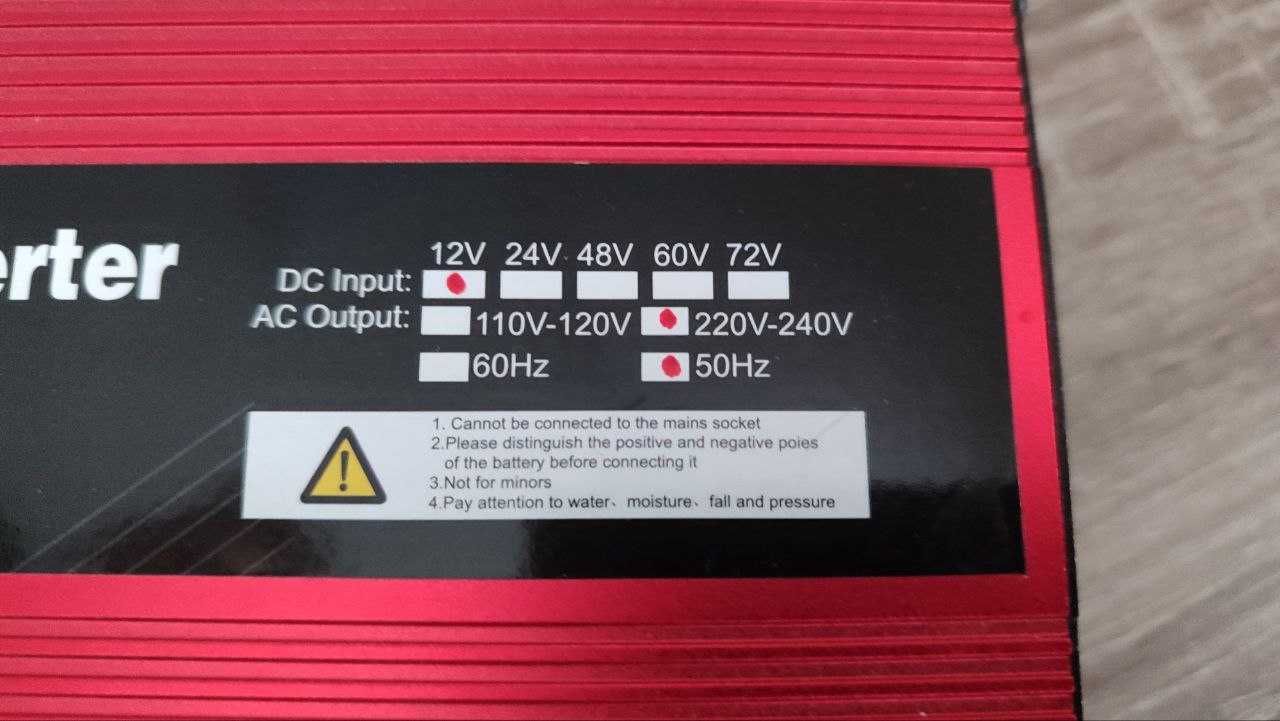 erter
12V 24V 48V 60V 72V
DC Input:
AC Output: 110V-120V 220V-240V
60Hz 50Hz
1. Cannot be connected to the mains socket
2.Please distinguish the positive and negative poies
of the battery before connecting it
3.Not for minors
4.Pay attention to water、moisture、fall and pressure